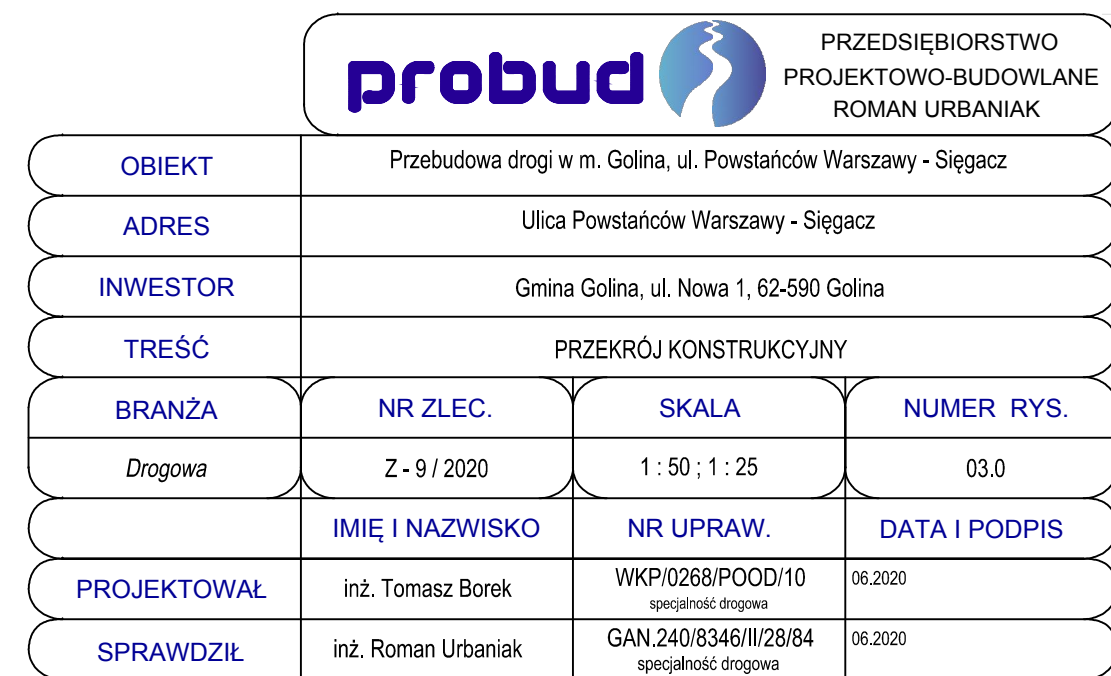 probud
PRZEDSIĘBIORSTWO
PROJEKTOWO-BUDOWLANE
ROMAN URBANIAK
OBIEKT Przebudowa drogi w m. Golina, ul. Powstańców Warszawy - Sięgacz
ADRES Ulica Powstańców Warszawy - Sięgacz
INWESTOR Gmina Golina, ul. Nowa 1, 62-590 Golina
TREŚĆ PRZEKRÓJ KONSTRUKCYJNY
BRANŻA NR ZLEC. SKALA NUMER RYS.
Drogowa Z - 9 / 2020 1 : 50 ; 1 : 25 03.0
IMIĘ I NAZWISKO NR UPRAW. DATA I PODPIS
PROJEKTOWAŁ inż. Tomasz Borek WKP/0268/POOD/10 06.2020
specjalność drogowa
SPRAWDZIŁ inż. Roman Urbaniak GAN.240/8346/II/28/84 06.2020
specjalność drogowa